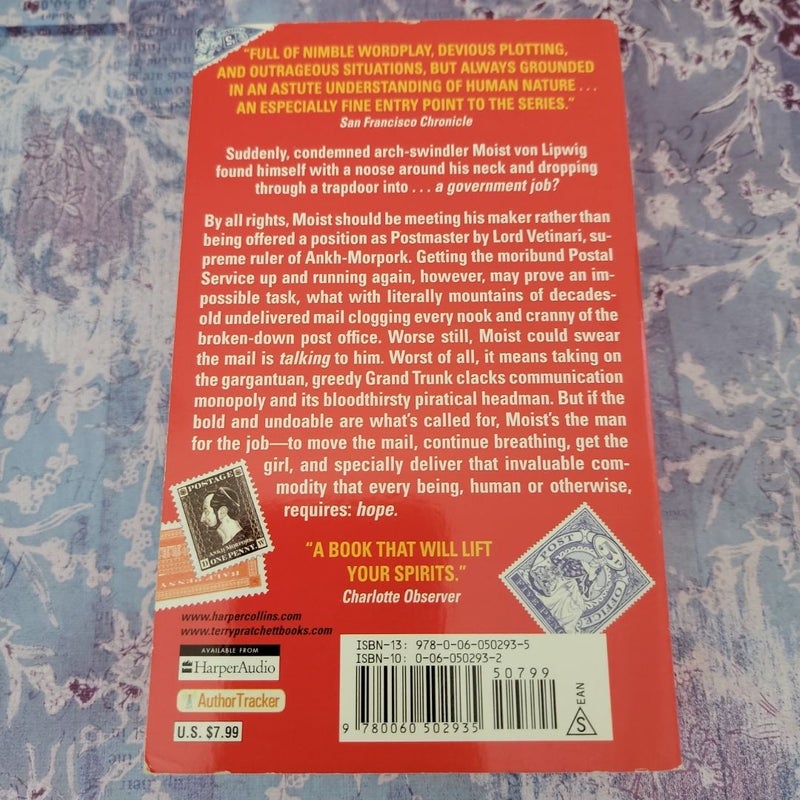 "FULL OF NIMBLE WORDPLAY, DEVIOUS PLOTTING,
AND OUTRAGEOUS SITUATIONS, BUT ALWAYS GROUNDED
IN AN ASTUTE UNDERSTANDING OF HUMAN NATURE . . .
AN ESPECIALLY FINE ENTRY POINT TO THE SERIES."
San Francisco Chronicle
Suddenly, condemned arch-swindler Moist von Lipwig
found himself with a noose around his neck and dropping
through a trapdoor into . . . a government job?
By all rights, Moist should be meeting his maker rather than
being offered a position as Postmaster by Lord Vetinari, su-
preme ruler of Ankh-Morpork. Getting the moribund Postal
Service up and running again, however, may prove an im-
possible task, what with literally mountains of decades-
old undelivered mail clogging every nook and cranny of the
broken-down post office. Worse still, Moist could swear
the mail is talking to him. Worst of all, it means taking on
the gargantuan, greedy Grand Trunk clacks communication
monopoly and its bloodthirsty piratical headman. But if the
bold and undoable are what's called for, Moist's the man
for the job—to move the mail, continue breathing, get the
girl, and specially deliver that invaluable com-
modity that every being, human or otherwise,
requires: hope.
POSTAGE
ANKH-MORPORK
D ONE PENNY. W
HALF PENNY
"A BOOK THAT WILL LIFT
YOUR SPIRITS."
Charlotte Observer
POST
5p
OFFICE
www.harpercollins.com
www.terrypratchettbooks.com
AVAILABLE FROM
HarperAudio
AuthorTracker
U.S. $7.99
ISBN-13: 978-0-06-050293-5
ISBN-10: 0-06-050293-2
50799
9 780060 502935
S EAN